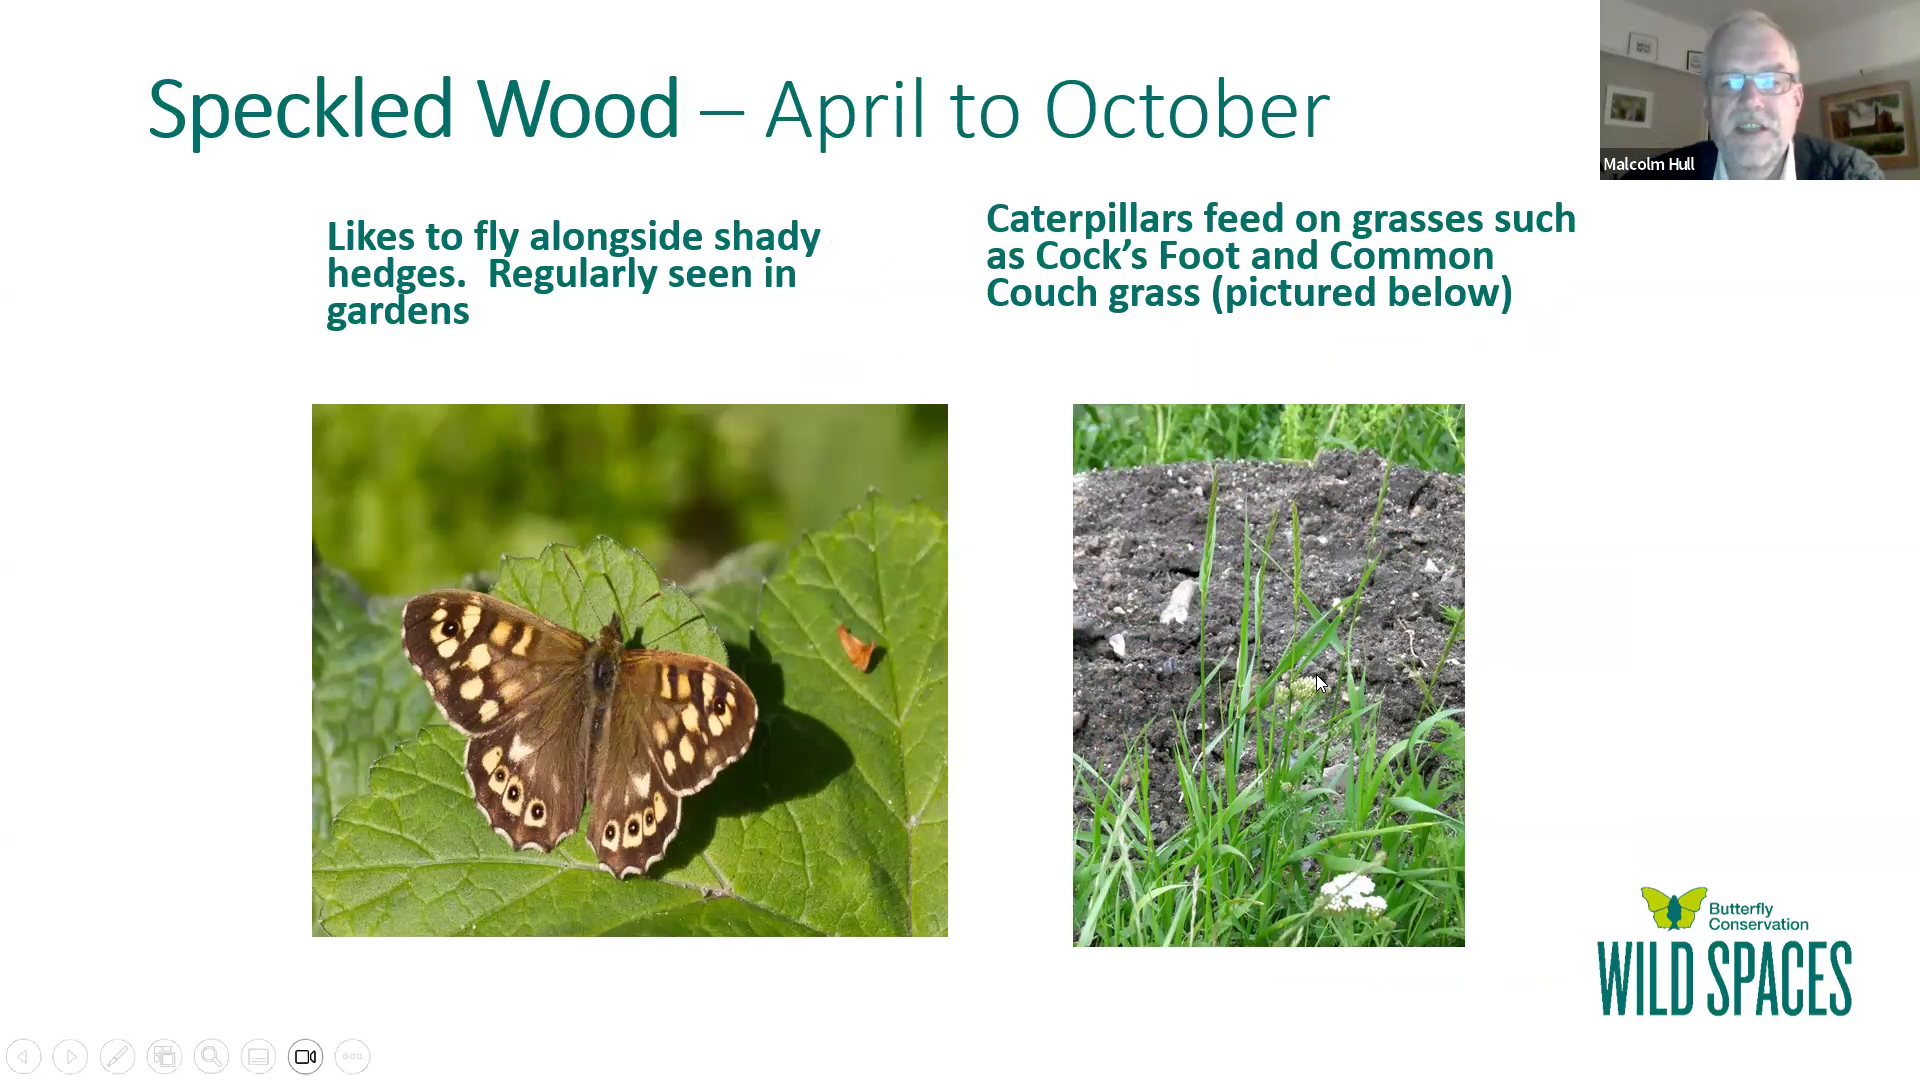 Speckled Wood – April to October
Malcolm Hull
Likes to fly alongside shady
hedges.  Regularly seen in
gardens
Caterpillars feed on grasses such
as Cock’s Foot and Common
Couch grass (pictured below)
Butterfly
Conservation
WILD SPACES